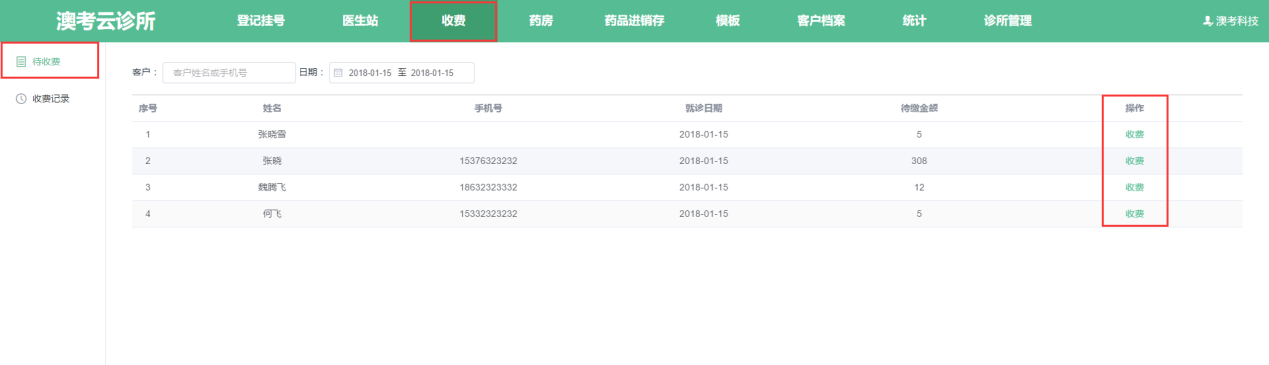 澳考云诊所 登记挂号 医生站 收费 药房 药品进销存 模板 客户档案 统计 诊所管理 澳考科技
待收费
收费记录
客户： 客户姓名或手机号 日期： 2018-01-15 至 2018-01-15
序号 姓名 手机号 就诊日期 待缴金额 操作
1 张晓雪 2018-01-15 5 收费
2 张晓 15376323232 2018-01-15 308 收费
3 魏腾飞 18632323332 2018-01-15 12 收费
4 何飞 15332323232 2018-01-15 5 收费